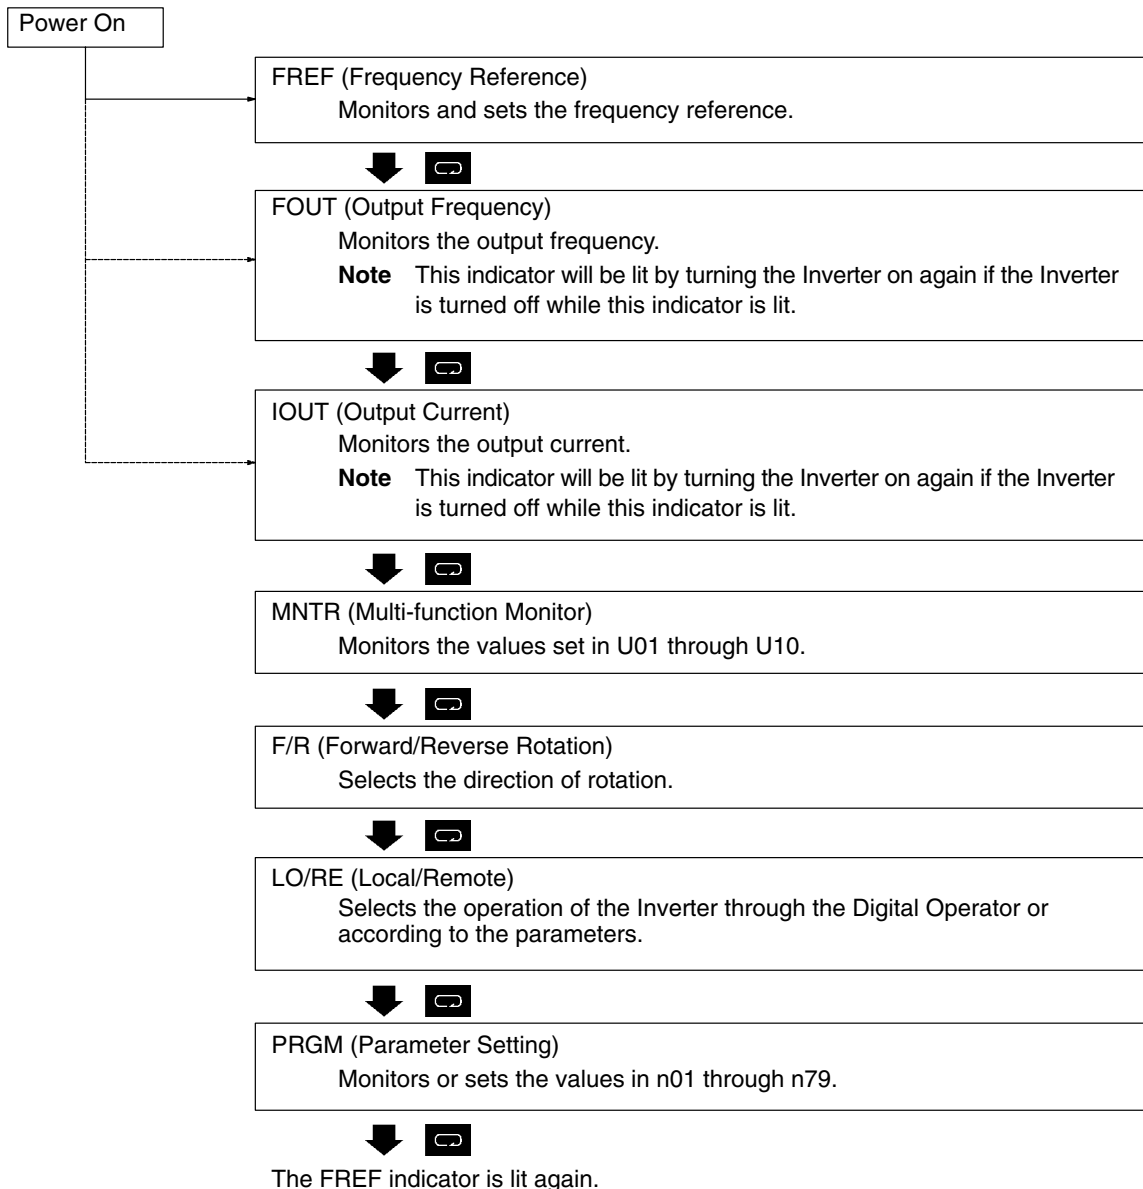 Power On
FREF (Frequency Reference)
Monitors and sets the frequency reference.
FOUT (Output Frequency)
Monitors the output frequency.
Note This indicator will be lit by turning the Inverter on again if the Inverter
is turned off while this indicator is lit.
IOUT (Output Current)
Monitors the output current.
Note This indicator will be lit by turning the Inverter on again if the Inverter
is turned off while this indicator is lit.
MNTR (Multi-function Monitor)
Monitors the values set in U01 through U10.
F/R (Forward/Reverse Rotation)
Selects the direction of rotation.
LO/RE (Local/Remote)
Selects the operation of the Inverter through the Digital Operator or
according to the parameters.
PRGM (Parameter Setting)
Monitors or sets the values in n01 through n79.
The FREF indicator is lit again.